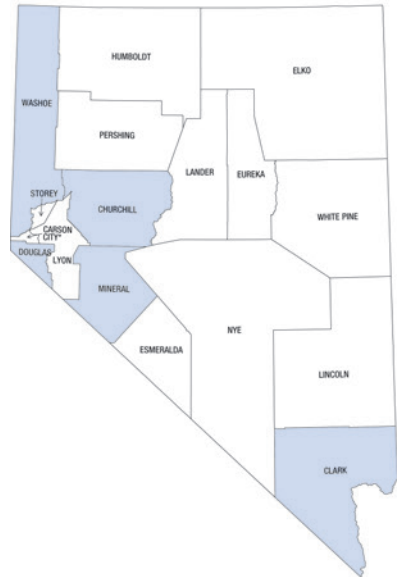 HUMBOLDT
ELKO
WASHOE
PERSHING
LANDER
EUREKA
STOREY
CHURCHILL
WHITE PINE
CARSON
CITY*
DOUGLAS
LYON
MINERAL
NYE
ESMERALDA
LINCOLN
CLARK